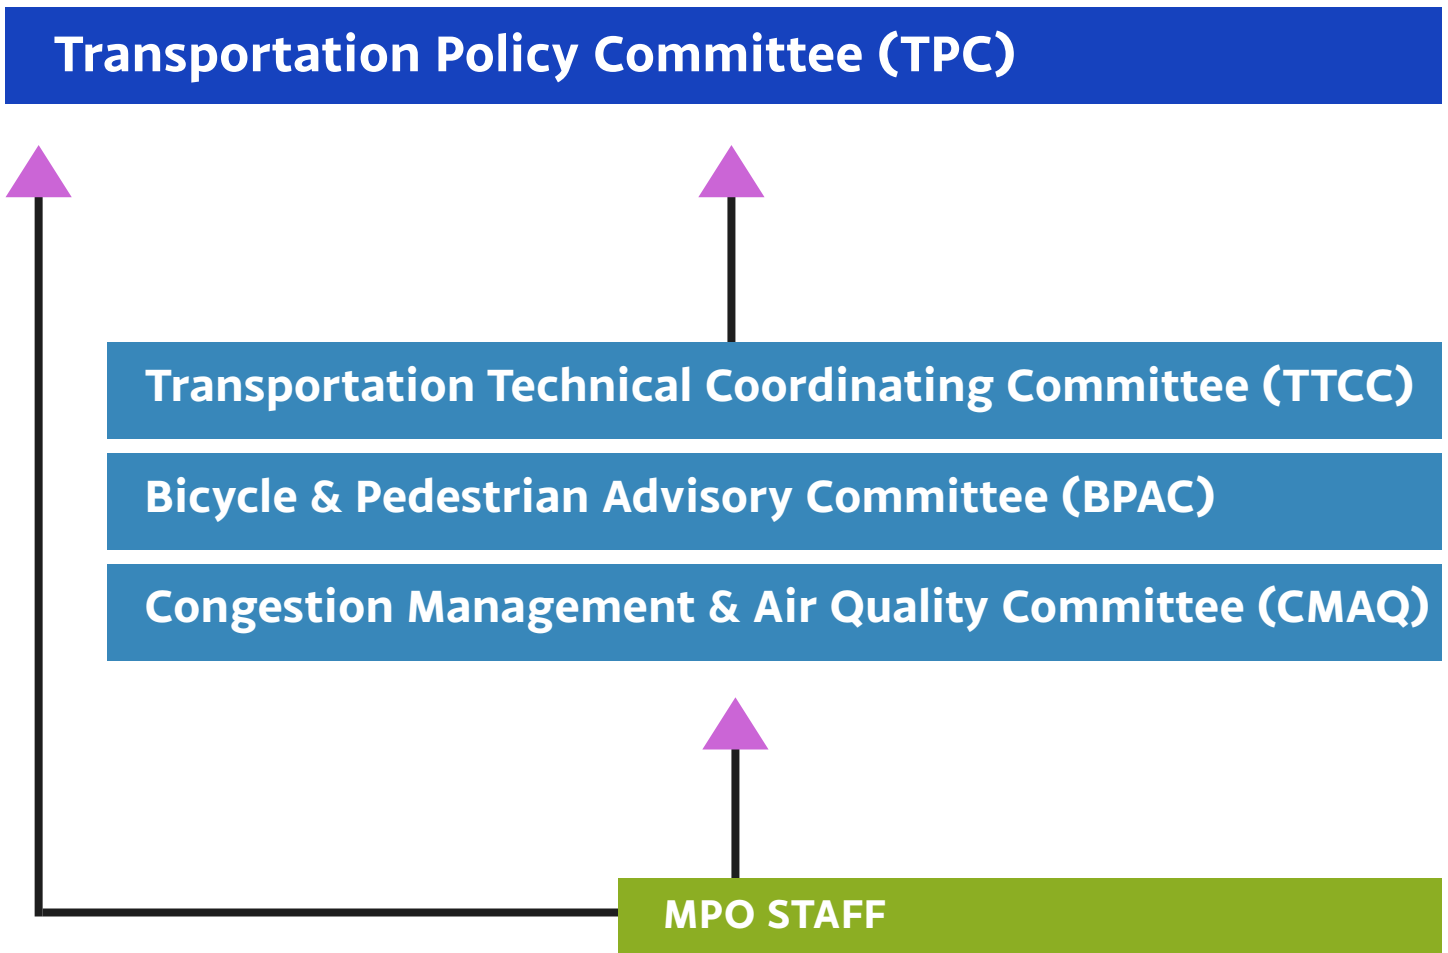 Transportation Policy Committee (TPC)
Transportation Technical Coordinating Committee (TTCC)
Bicycle & Pedestrian Advisory Committee (BPAC)
Congestion Management & Air Quality Committee (CMAQ)
MPO STAFF